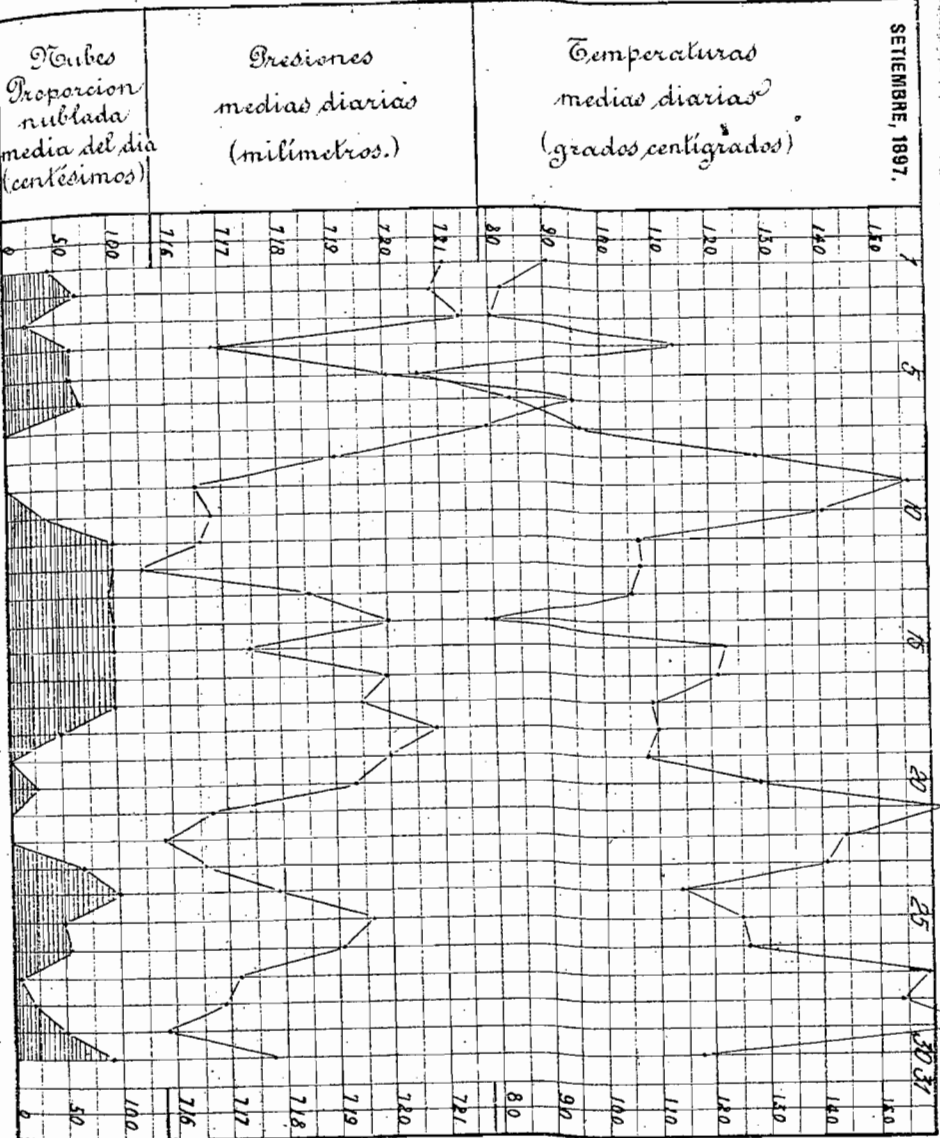 SETIEMBRE, 1897.
Nubes
Proporcion
nublada
media del dia
(centésimos)
Presiones
medias diarias
(milímetros.)
Temperaturas
medias diarias
(grados centígrados)
0 50 100 716 717 718 719 720 721 80 90 100 110 120 130 140 150
1
5
10
15
20
25
30 31
0 50 100 716 717 718 719 720 721 80 90 100 110 120 130 140 150